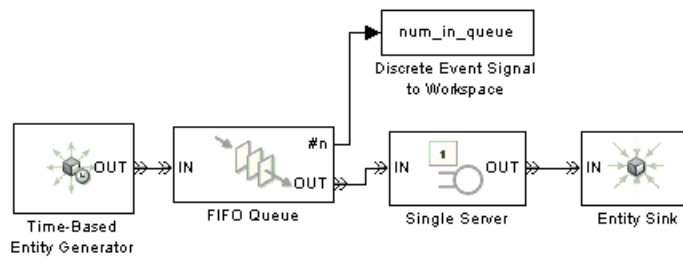 num_in_queue
Discrete Event Signal
to Workspace
#n
OUT
IN
OUT
IN
1
OUT
IN
Time-Based
Entity Generator
FIFO Queue
Single Server
Entity Sink